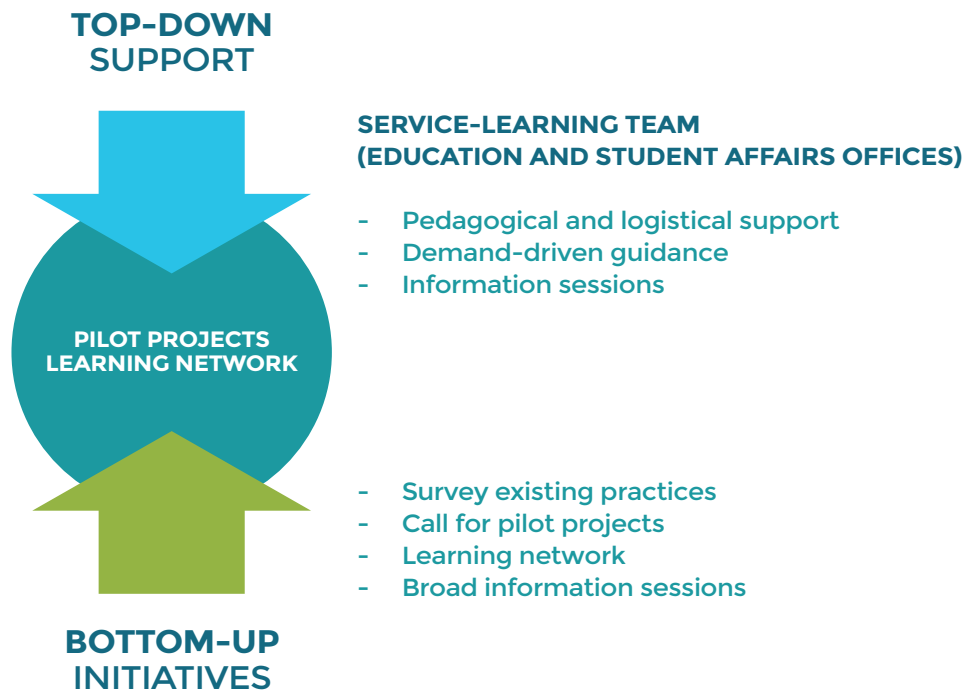 TOP-DOWN
SUPPORT
SERVICE-LEARNING TEAM
(EDUCATION AND STUDENT AFFAIRS OFFICES)
- Pedagogical and logistical support
- Demand-driven guidance
- Information sessions
PILOT PROJECTS
LEARNING NETWORK
- Survey existing practices
- Call for pilot projects
- Learning network
- Broad information sessions
BOTTOM-UP
INITIATIVES